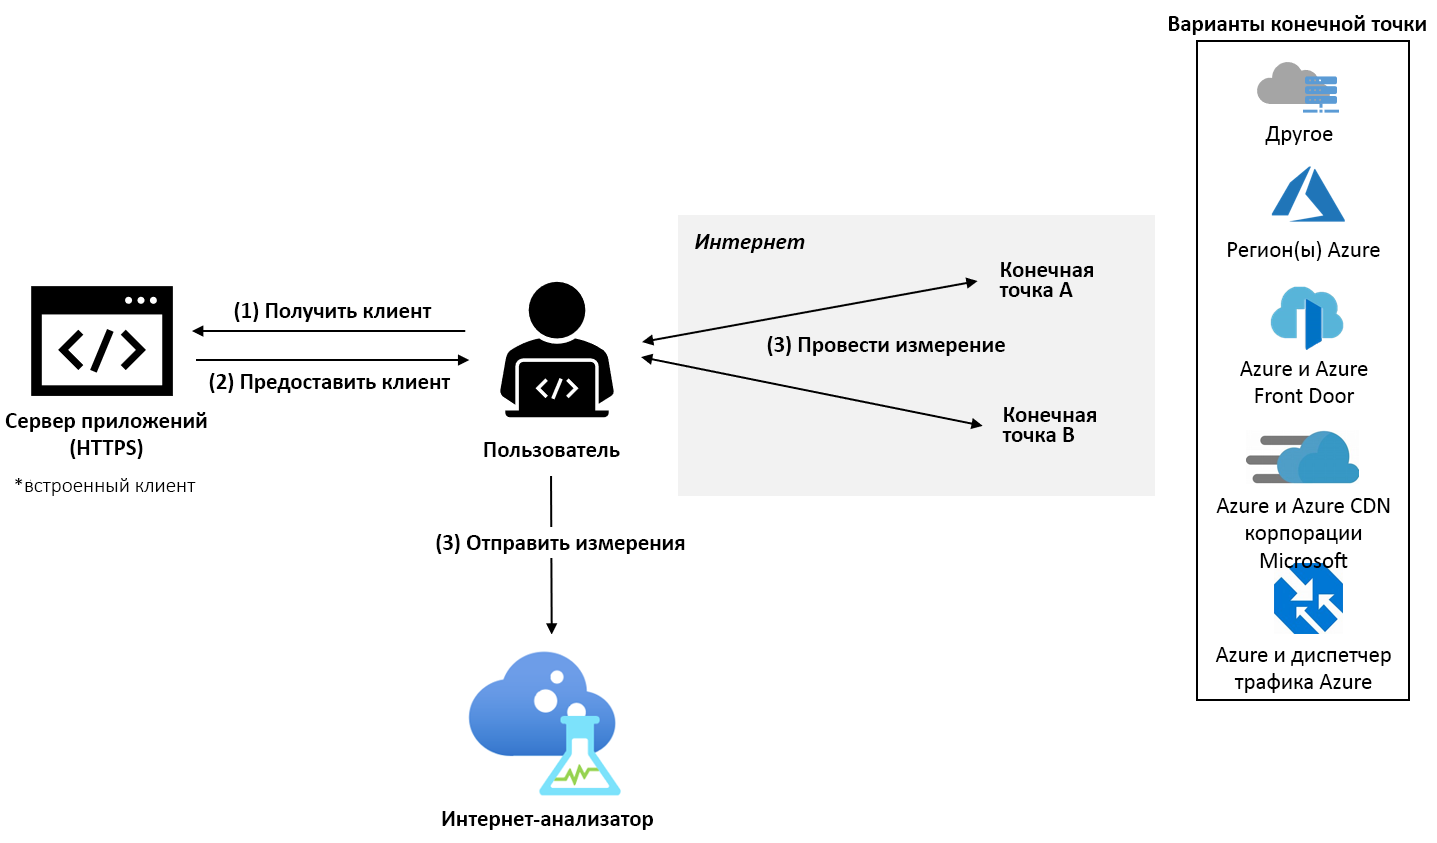 Варианты конечной точки
Другое
Регион(ы) Azure
Azure и Azure
Front Door
Azure и Azure CDN
корпорации
Microsoft
Azure и диспетчер
трафика Azure
Интернет
Конечная
точка A
(3) Провести измерение
Конечная
точка B
(1) Получить клиент
(2) Предоставить клиент
Сервер приложений
(HTTPS)
*встроенный клиент
Пользователь
(3) Отправить измерения
Интернет-анализатор